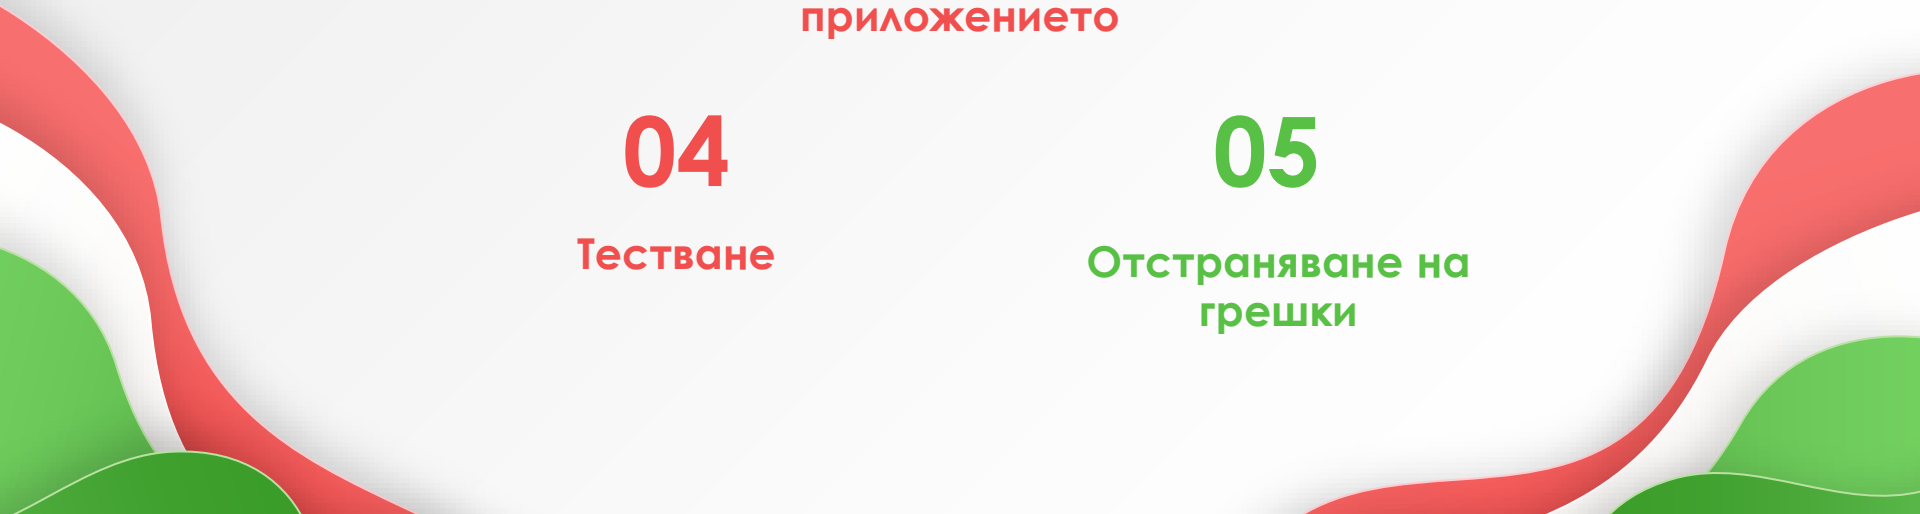 приложението
04
05
Тестване
Отстраняване на
грешки